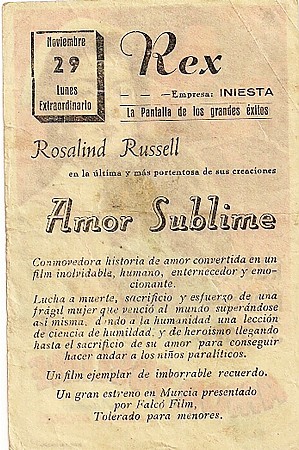 Noviembre
29
Lunes
Extraordinario
Rex
— — —Empresa: INIESTA
La Pantalla de los grandes éxitos
Rosalind Russell
en la última y más portentosa de sus creaciones
Amor Sublime
Conmovedora historia de amor convertida en un
film inolvidable, humano, enternecedor y emo-
cionante.
Lucha a muerte, sacrificio y esfuerzo de una
frágil mujer que venció al mundo superándose
así misma, dando a la humanidad una lección
de ciencia de humildad, y de heroísmo llegando
hasta el sacrificio de su amor para conseguir
hacer andar a los niños paralíticos.
Un film ejemplar de imborrable recuerdo.
Un gran estreno en Murcia presentado
por Falcó Film,
Tolerado para menores.